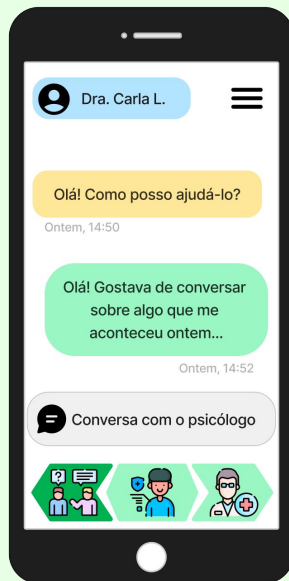 Dra. Carla L.
Olá! Como posso ajudá-lo?
Ontem, 14:50
Olá! Gostava de conversar
sobre algo que me
aconteceu ontem...
Ontem, 14:52
Conversa com o psicólogo